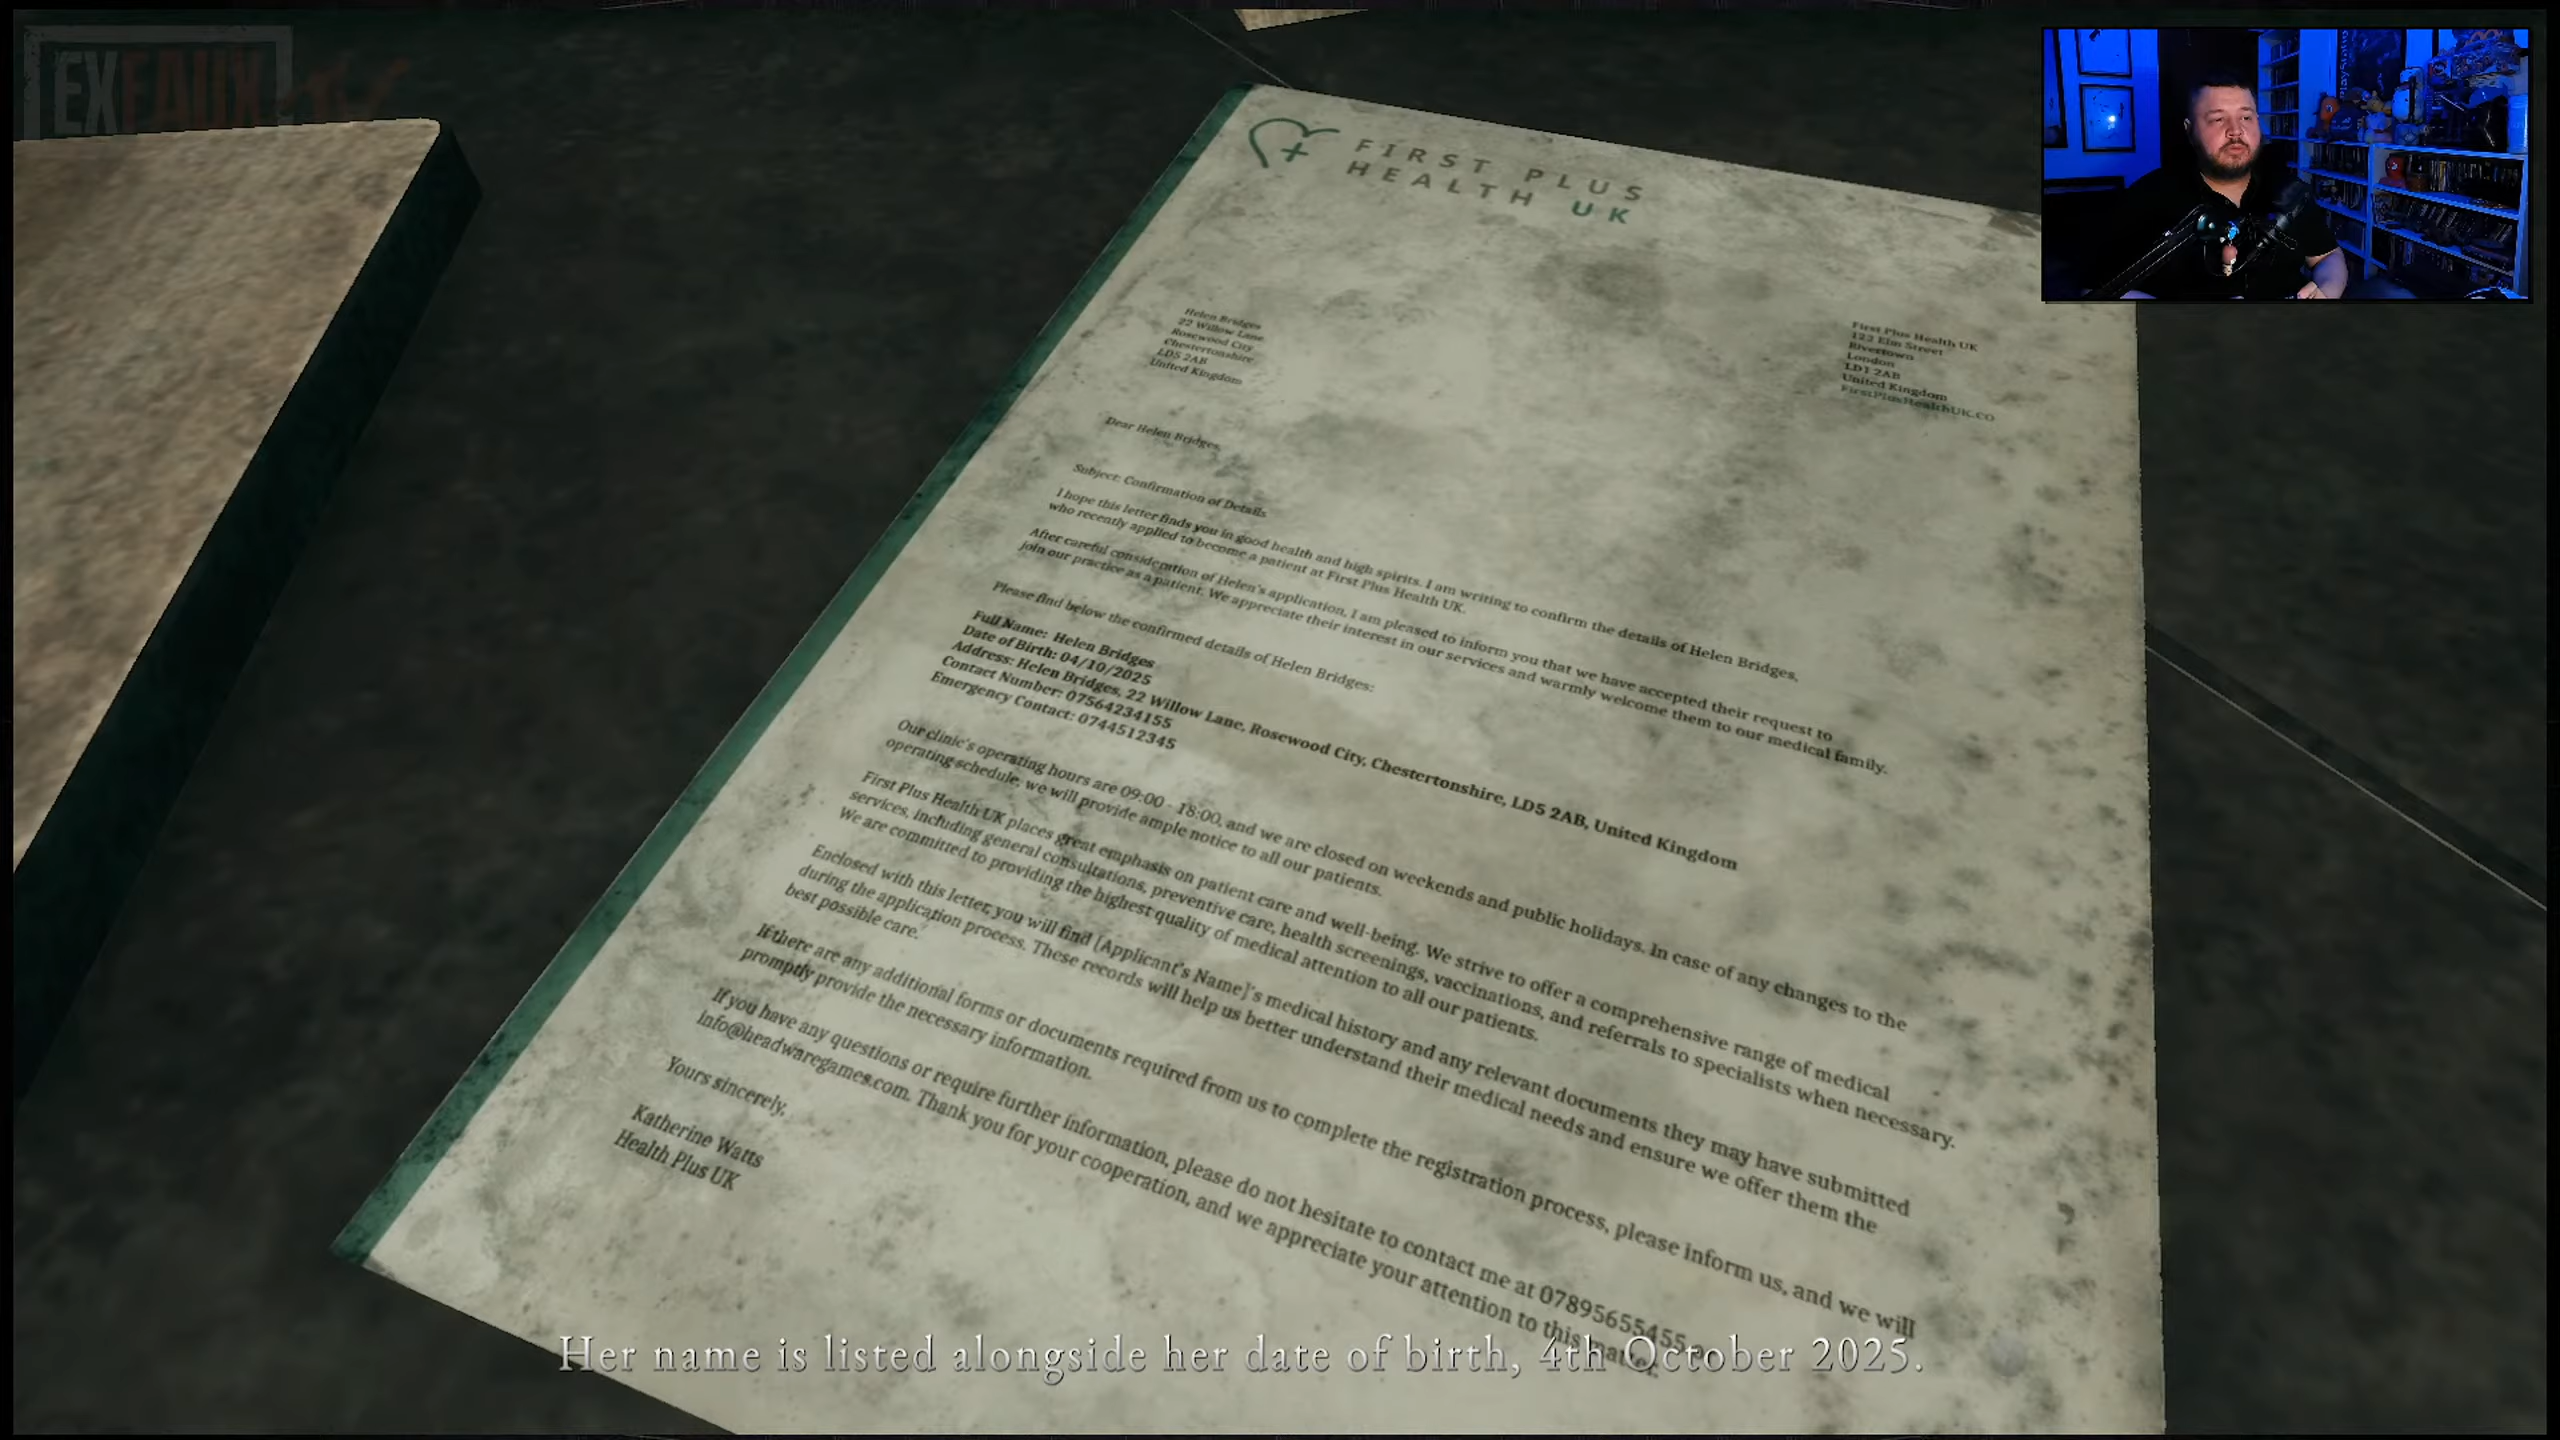 EXFAUX
FIRST PLUS
HEALTH UK
Helen Bridges
22 Willow Lane
Rosewood City
Chestertonshire
LD5 2AB
United Kingdom
First Plus Health UK
122 Elm Street
Rivertown
London
LD1 2AB
United Kingdom
FirstPlusHealthUK.CO
Dear Helen Bridges,
Subject: Confirmation of Details
I hope this letter finds you in good health and high spirits. I am writing to confirm the details of Helen Bridges,
who recently applied to become a patient at First Plus Health UK.
After careful consideration of Helen's application, I am pleased to inform you that we have accepted their request to
join our practice as a patient. We appreciate their interest in our services and warmly welcome them to our medical family.
Please find below the confirmed details of Helen Bridges:
Full Name: Helen Bridges
Date of Birth: 04/10/2025
Address: Helen Bridges, 22 Willow Lane, Rosewood City, Chestertonshire, LD5 2AB, United Kingdom
Contact Number: 07564234155
Emergency Contact: 0744512345
Our clinic's operating hours are 09:00 - 18:00, and we are closed on weekends and public holidays. In case of any changes to the
operating schedule, we will provide ample notice to all our patients.
First Plus Health UK places great emphasis on patient care and well-being. We strive to offer a comprehensive range of medical
services, including general consultations, preventive care, health screenings, vaccinations, and referrals to specialists when necessary.
We are committed to providing the highest quality of medical attention to all our patients.
Enclosed with this letter, you will find [Applicant's Name]'s medical history and any relevant documents they may have submitted
during the application process. These records will help us better understand their medical needs and ensure we offer them the
best possible care.
If there are any additional forms or documents required from us to complete the registration process, please inform us, and we will
promptly provide the necessary information.
If you have any questions or require further information, please do not hesitate to contact me at 07895655455
info@headwaregames.com. Thank you for your cooperation, and we appreciate your attention to this matter.
Yours sincerely,
Katherine Watts
Health Plus UK
Her name is listed alongside her date of birth, 4th October 2025.